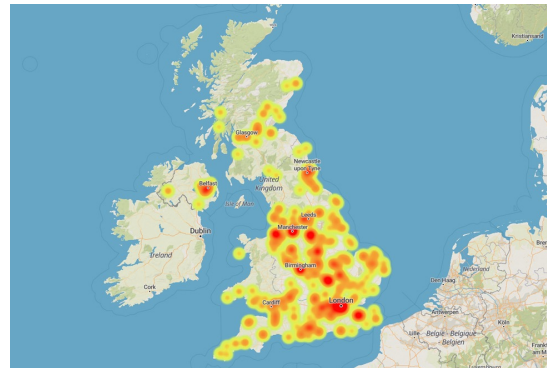 Kristiansand
Glasgow
Newcastle
upon Tyne
Belfast
United
Kingdom
Isle of Man
Leeds
Dublin
Manchester
Ireland
Birmingham
Nederland
Den Haag
Cork
Cardiff
London
Antwerpen
Köln
Lille
België - Belgique
- Belgien